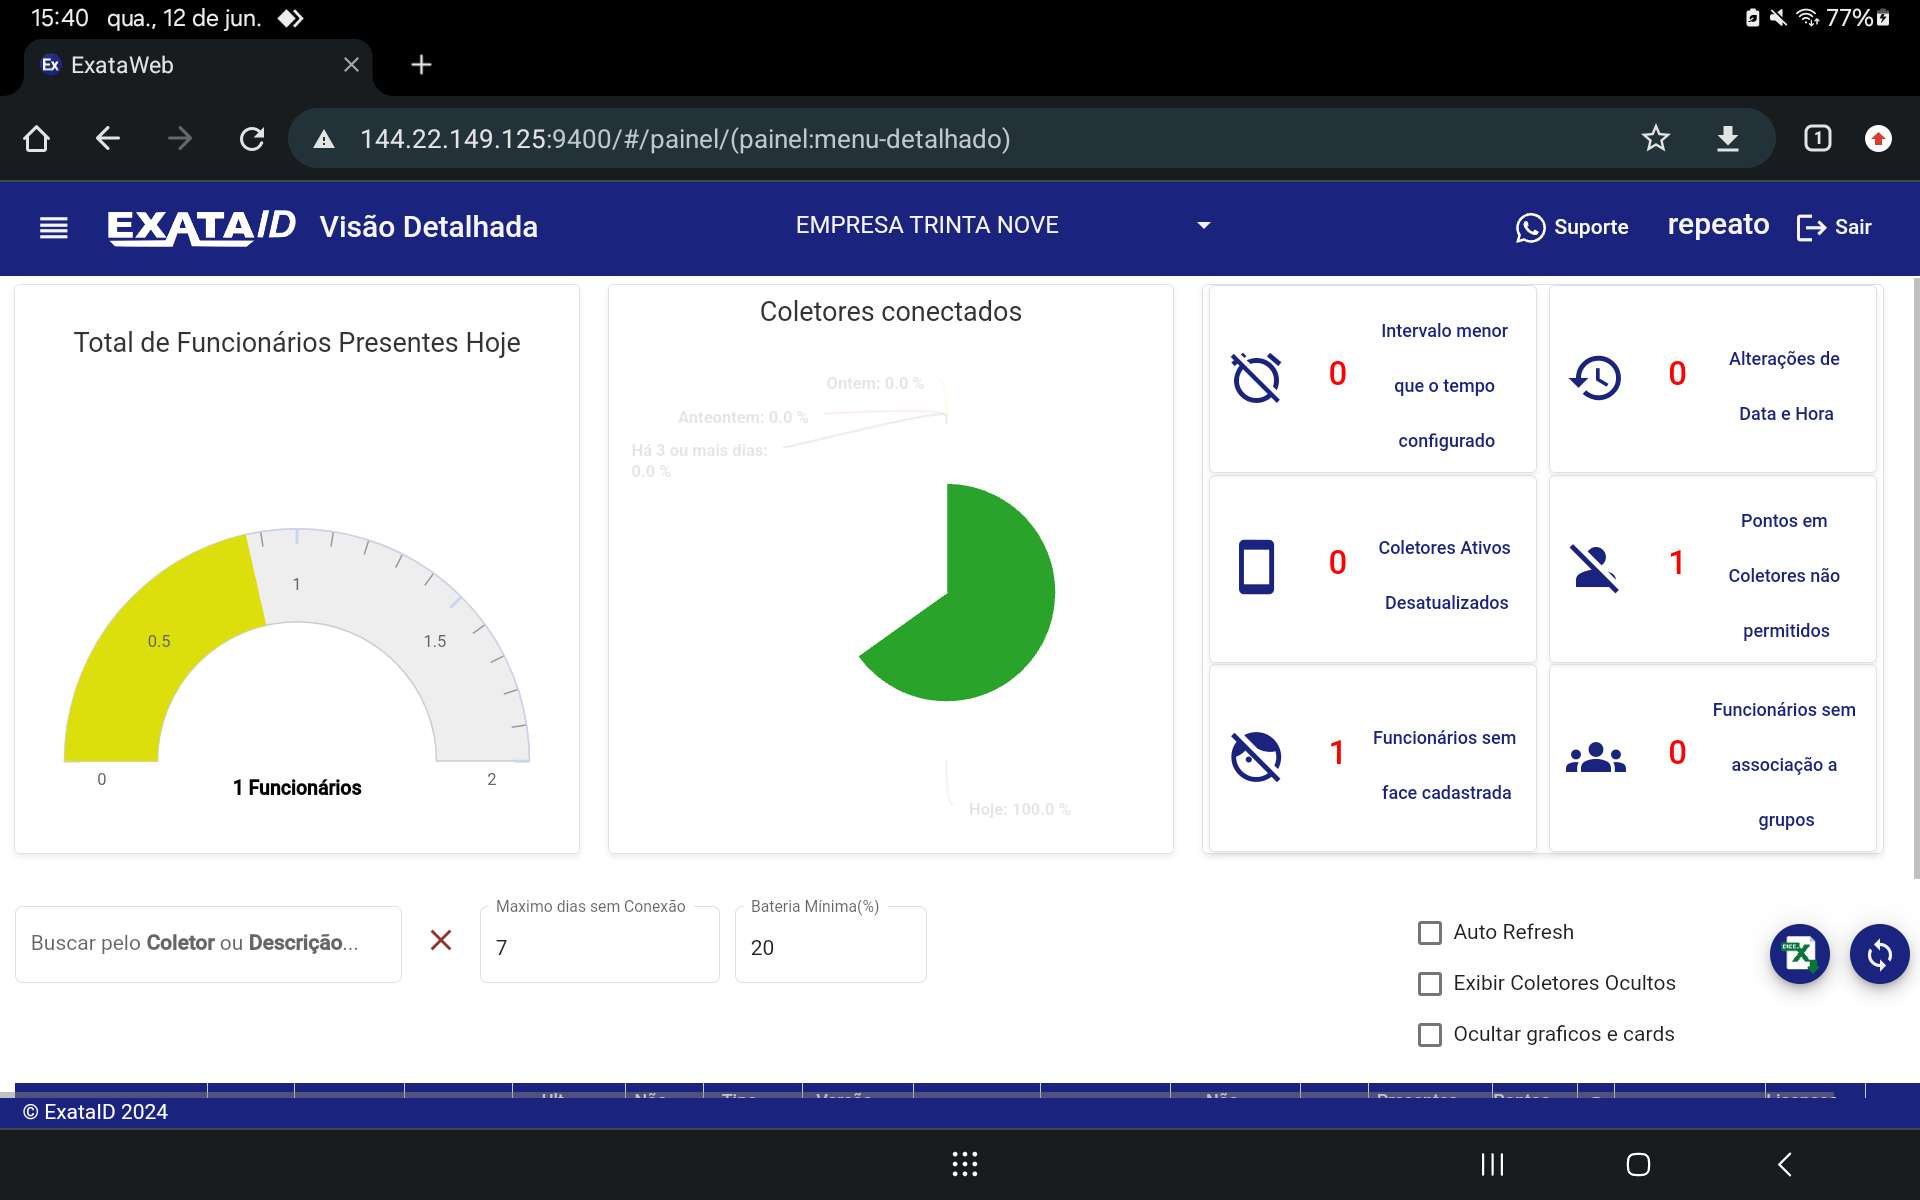 15:40 qua., 12 de jun.
77%
Ex ExataWeb
144.22.149.125:9400/#/painel/(painel:menu-detalhado)
1
EXATAID Visão Detalhada
EMPRESA TRINTA NOVE
Suporte
repeato
Sair
Total de Funcionários Presentes Hoje
0
0.5
1
1.5
2
1 Funcionários
Coletores conectados
Ontem: 0.0 %
Anteontem: 0.0 %
Há 3 ou mais dias:
0.0 %
Hoje: 100.0 %
0
Intervalo menor
que o tempo
configurado
0
Alterações de
Data e Hora
0
Coletores Ativos
Desatualizados
1
Pontos em
Coletores não
permitidos
1
Funcionários sem
face cadastrada
0
Funcionários sem
associação a
grupos
Buscar pelo Coletor ou Descrição...
Maximo dias sem Conexão
7
Bateria Mínima(%)
20
Auto Refresh
Exibir Coletores Ocultos
Ocultar graficos e cards
© ExataID 2024